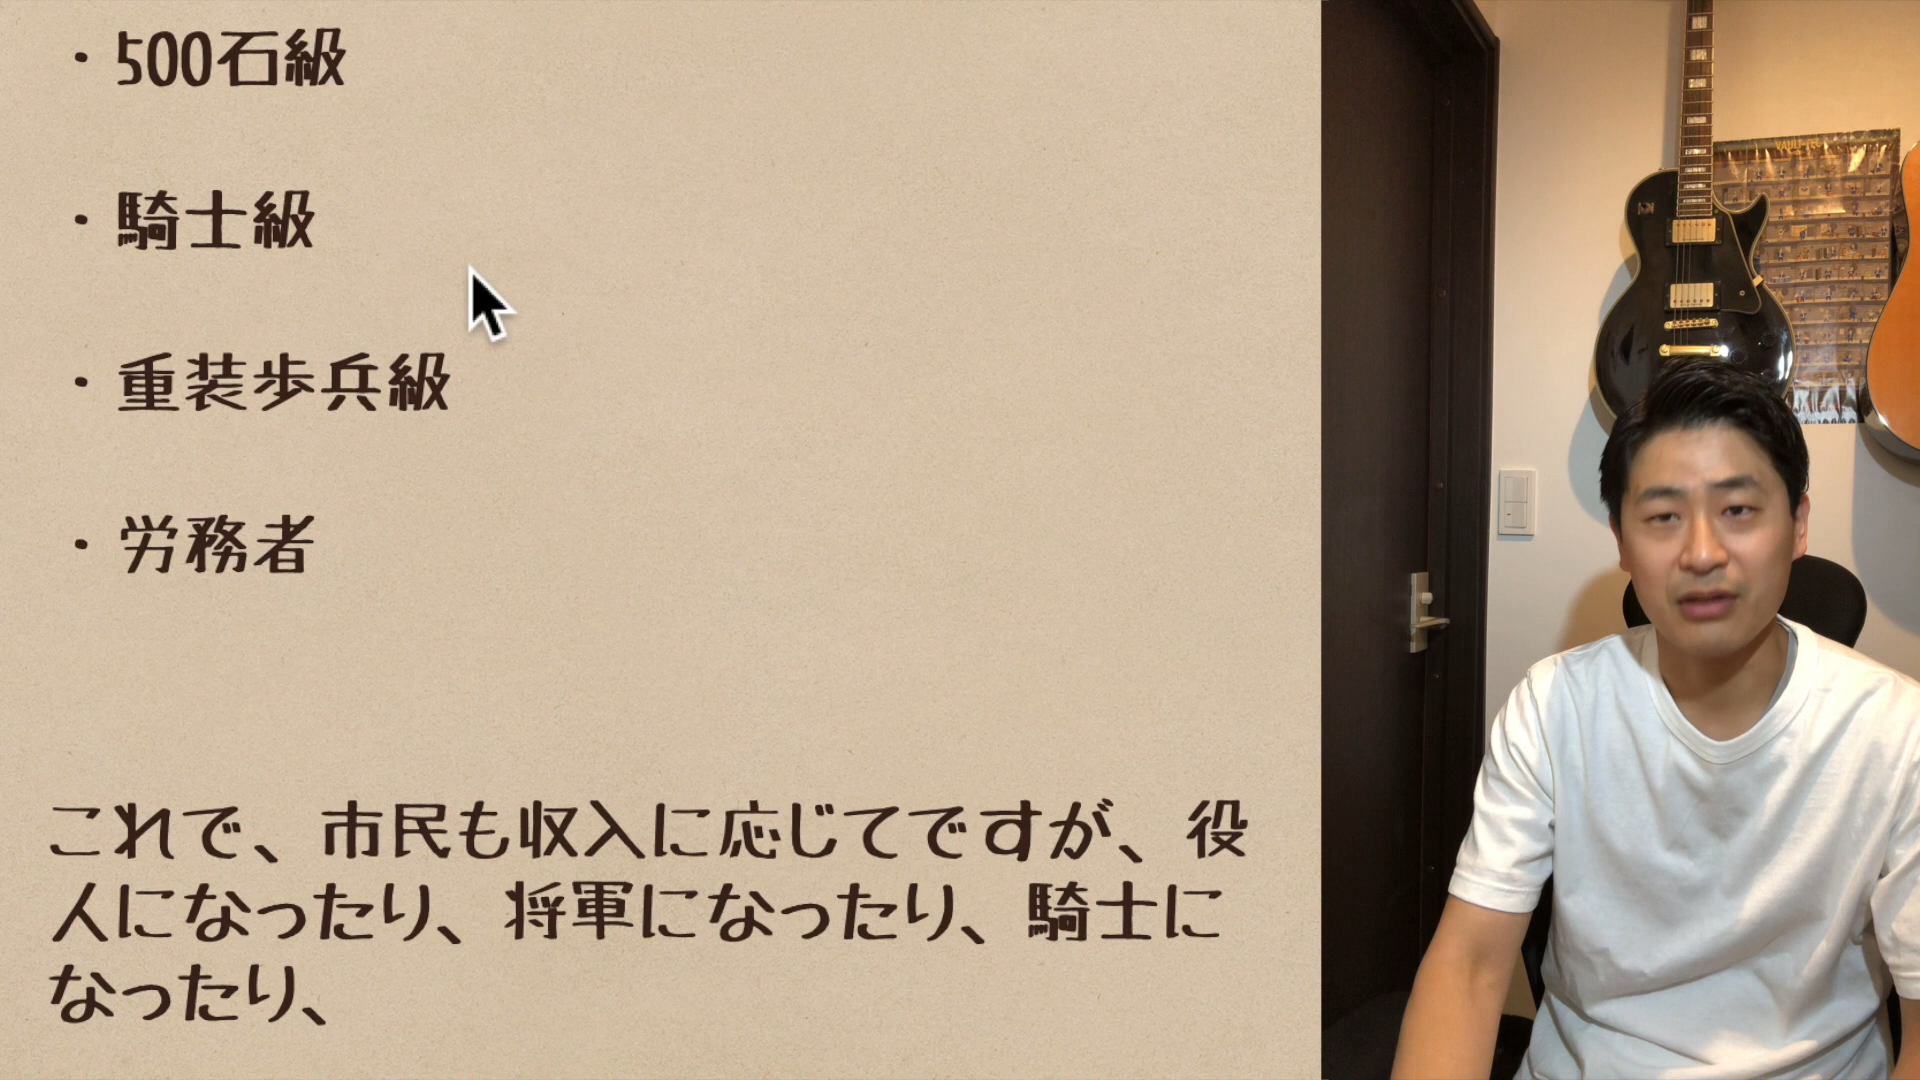 ・500石級
・騎士級
・重装歩兵級
・労務者
これで、市民も収入に応じてですが、役
人になったり、将軍になったり、騎士に
なったり、
VAULT-TEC